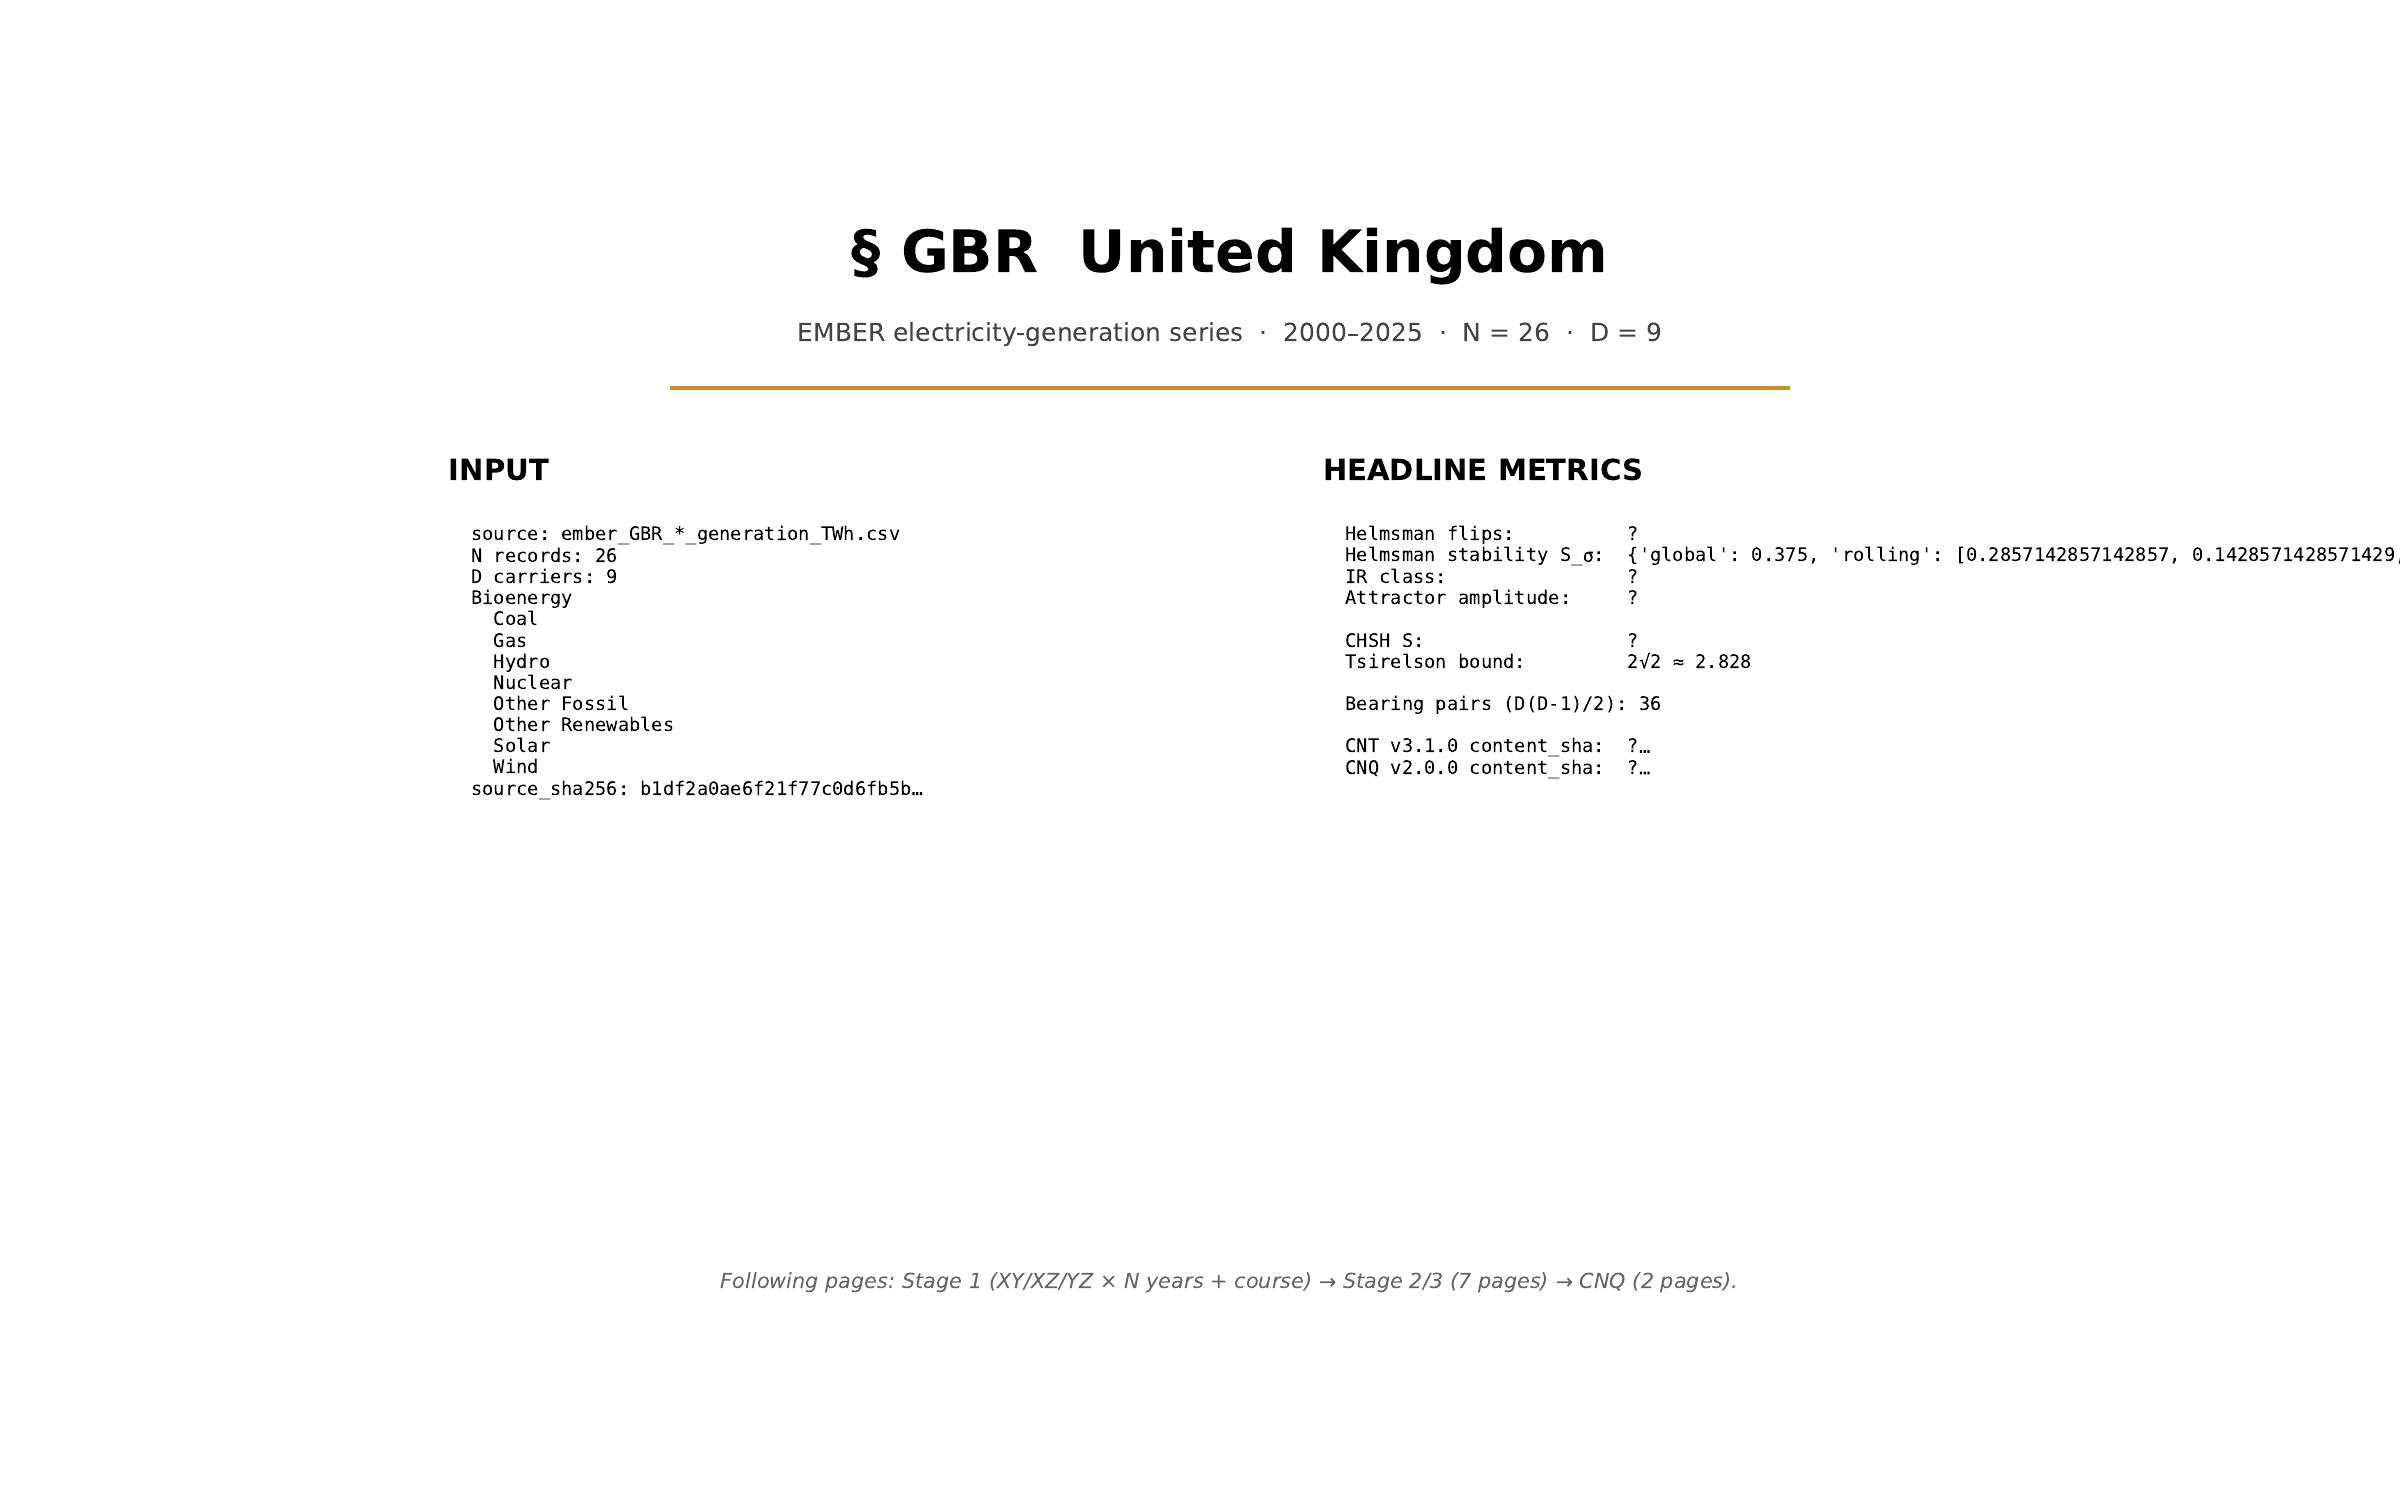 § GBR  United Kingdom
EMBER electricity-generation series · 2000–2025 · N = 26 · D = 9
INPUT
source: ember_GBR_*_generation_TWh.csv
N records: 26
D carriers: 9
Bioenergy
Coal
Gas
Hydro
Nuclear
Other Fossil
Other Renewables
Solar
Wind
source_sha256: b1df2a0ae6f21f77c0d6fb5b…
HEADLINE METRICS
Helmsman flips: ?
Helmsman stability S_σ: {'global': 0.375, 'rolling': [0.2857142857142857, 0.1428571428571429,
IR class: ?
Attractor amplitude: ?
CHSH S: ?
Tsirelson bound: 2√2 ≈ 2.828
Bearing pairs (D(D-1)/2): 36
CNT v3.1.0 content_sha: ?…
CNQ v2.0.0 content_sha: ?…
Following pages: Stage 1 (XY/XZ/YZ × N years + course) → Stage 2/3 (7 pages) → CNQ (2 pages).